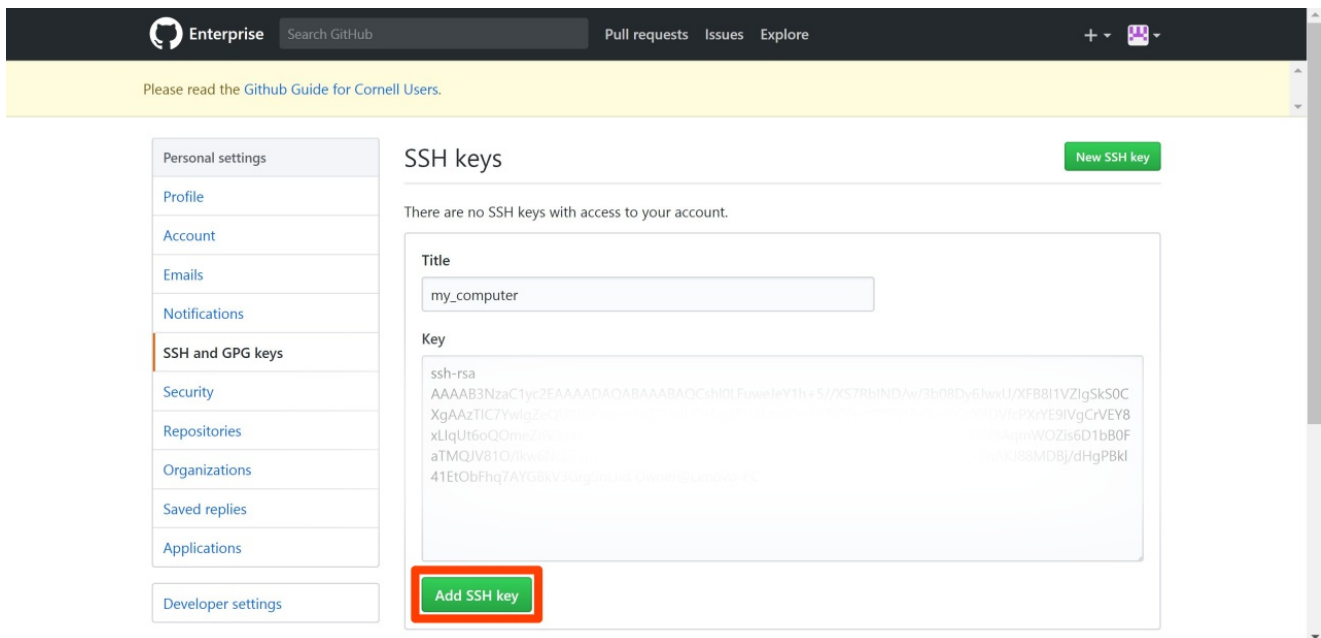 Enterprise Search GitHub Pull requests Issues Explore
Please read the Github Guide for Cornell Users.
Personal settings
Profile
Account
Emails
Notifications
SSH and GPG keys
Security
Repositories
Organizations
Saved replies
Applications
Developer settings
SSH keys
New SSH key
There are no SSH keys with access to your account.
Title
my_computer
Key
ssh-rsa
Add SSH key